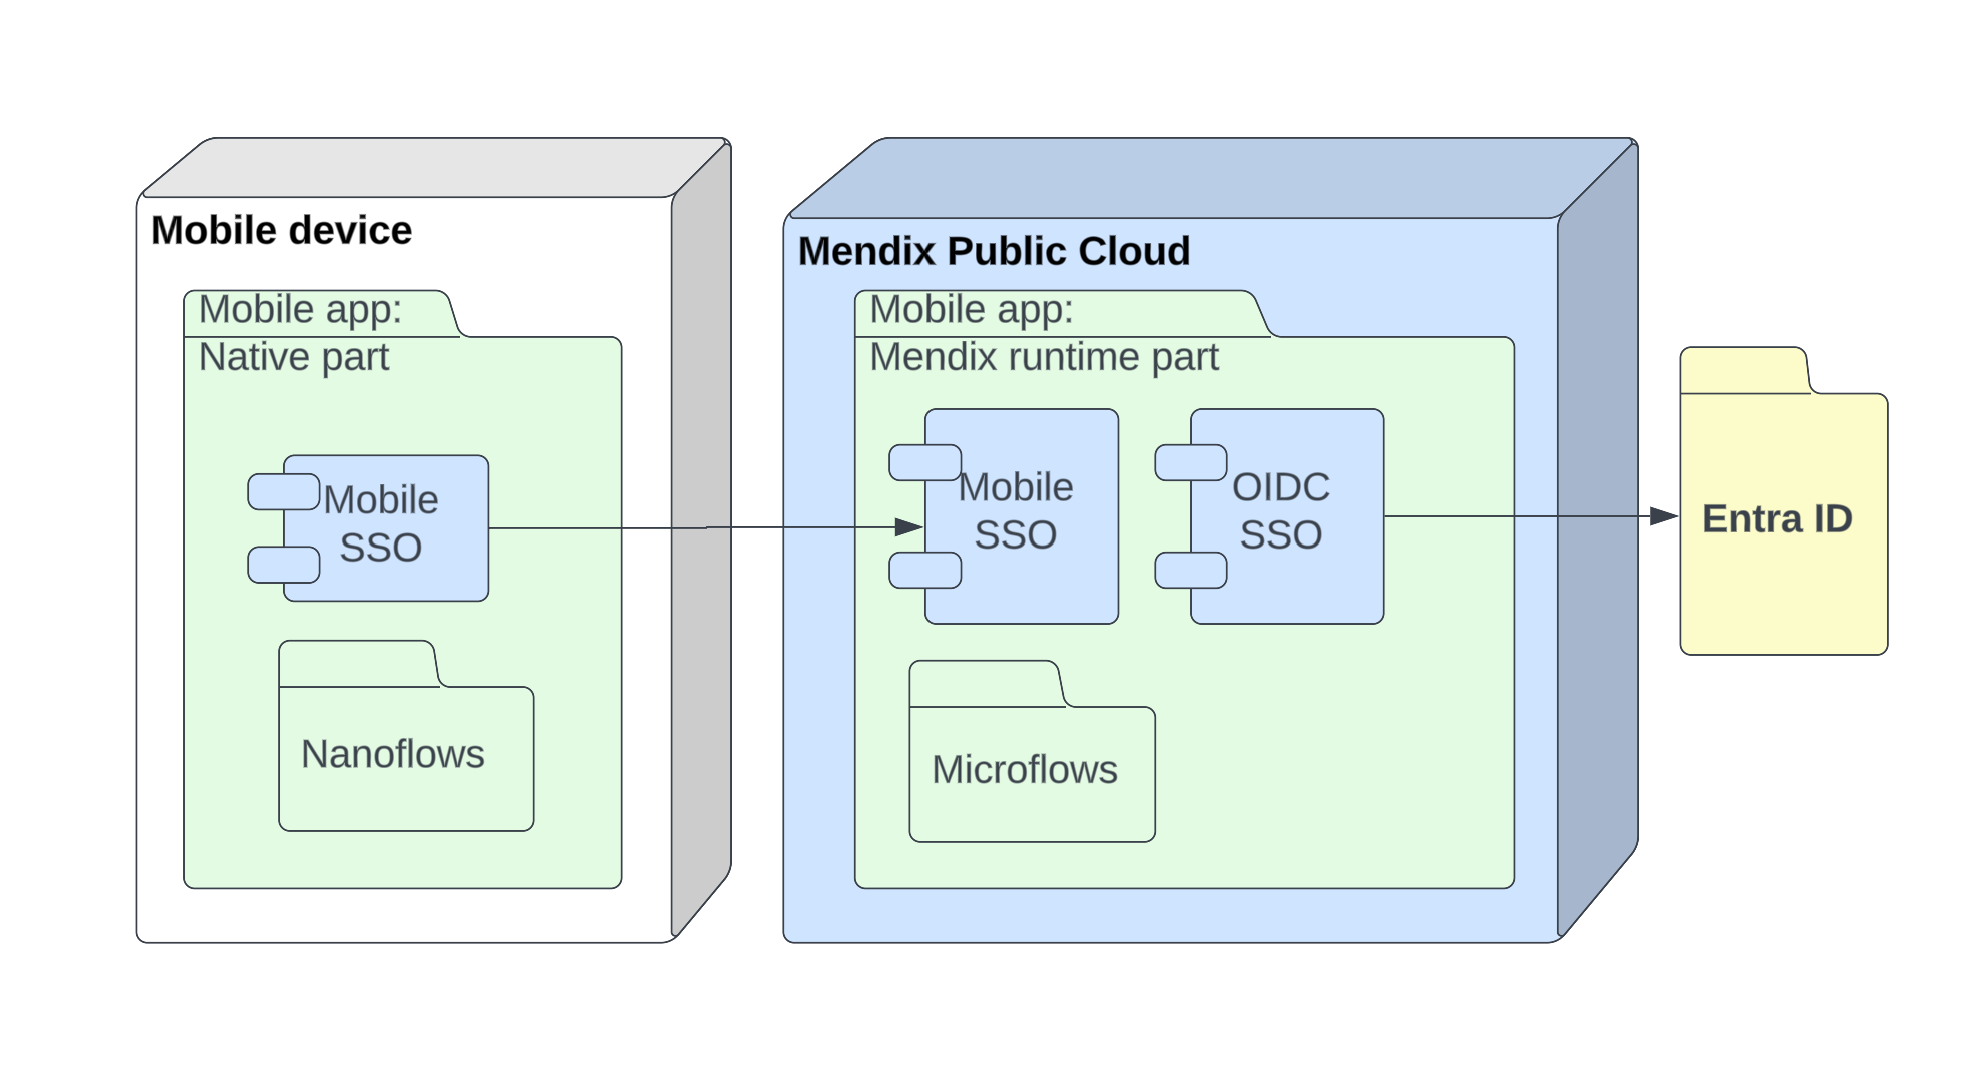 Mobile device
Mobile app:
Native part
Mobile
SSO
Nanoflows
Mendix Public Cloud
Mobile app:
Mendix runtime part
Mobile
SSO
OIDC
SSO
Microflows
Entra ID